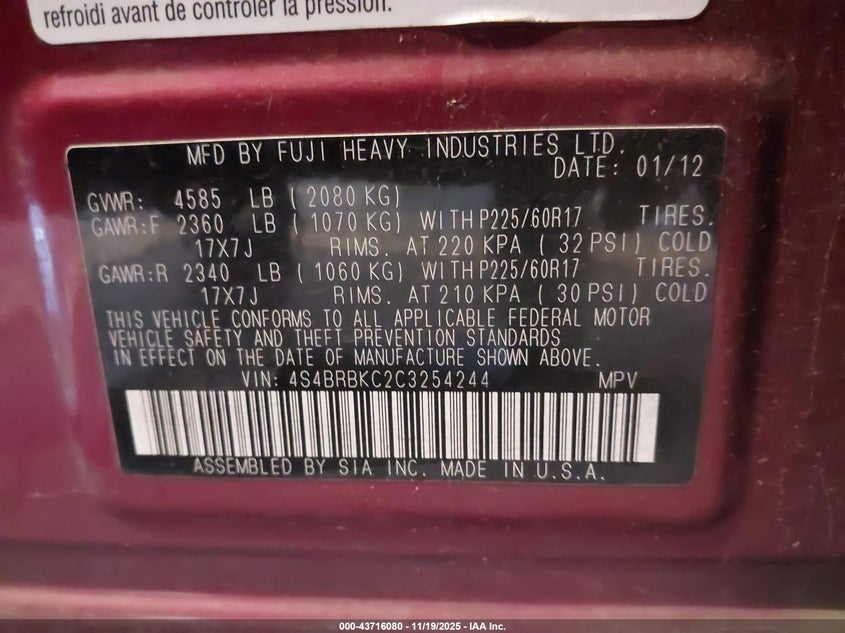 refroidi avant de contrôler la pression.
MFD BY FUJI HEAVY INDUSTRIES LTD.
DATE: 01/12
GVWR: 4585 LB ( 2080 KG)
GAWR:F 2360 LB ( 1070 KG) WITH P225/60R17 TIRES.
17X7J RIMS. AT 220 KPA ( 32 PSI) COLD
GAWR:R 2340 LB ( 1060 KG) WITH P225/60R17 TIRES.
17X7J RIMS. AT 210 KPA ( 30 PSI) COLD
THIS VEHICLE CONFORMS TO ALL APPLICABLE FEDERAL MOTOR
VEHICLE SAFETY AND THEFT PREVENTION STANDARDS
IN EFFECT ON THE DATE OF MANUFACTURE SHOWN ABOVE.
VIN: 4S4BRBKC2C3254244 MPV
ASSEMBLED BY SIA INC. MADE IN U.S.A.
000-43716080 - 11/19/2025 - IAA Inc.